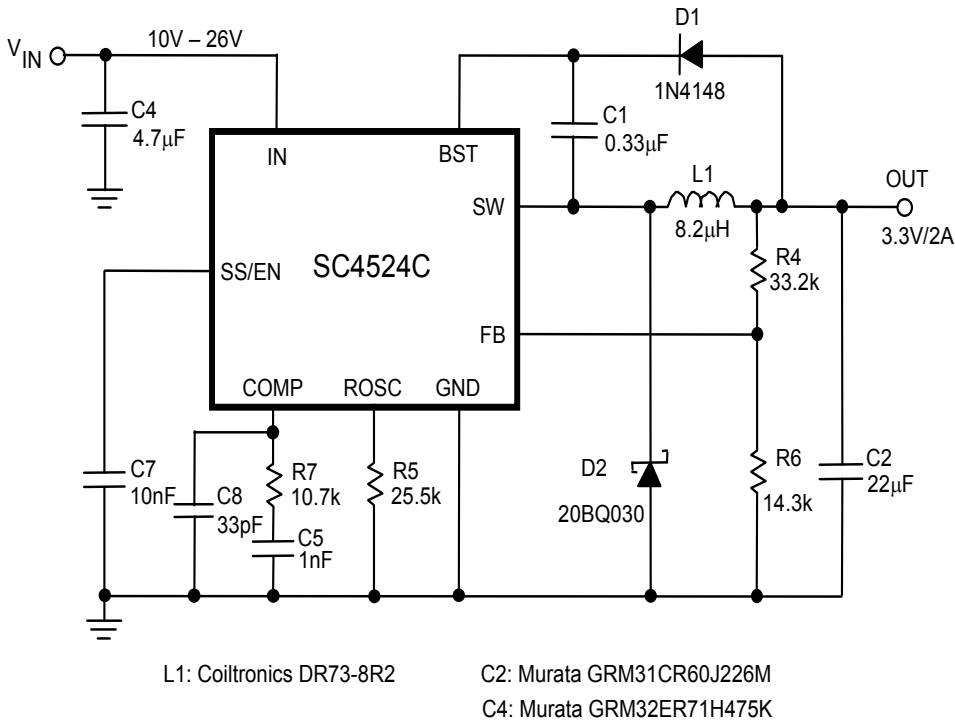 D1
V IN
10V – 26V
1N4148
C4
4.7µF
C1
0.33µF
IN
BST
L1
OUT
SW
8.2µH
3.3V/2A
SS/EN
SC4524C
R4
33.2k
FB
COMP
ROSC
GND
C7
10nF
C8
33pF
R7
10.7k
R5
25.5k
C5
1nF
D2
20BQ030
R6
14.3k
C2
22µF
L1: Coiltronics DR73-8R2
C2: Murata GRM31CR60J226M
C4: Murata GRM32ER71H475K